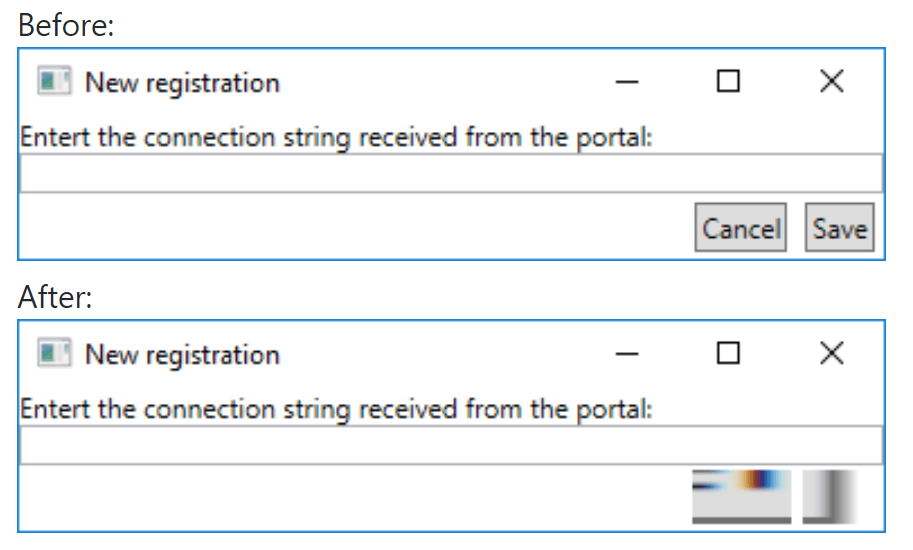 Before:
New registration
Entert the connection string received from the portal:
Cancel Save
After:
New registration
Entert the connection string received from the portal: